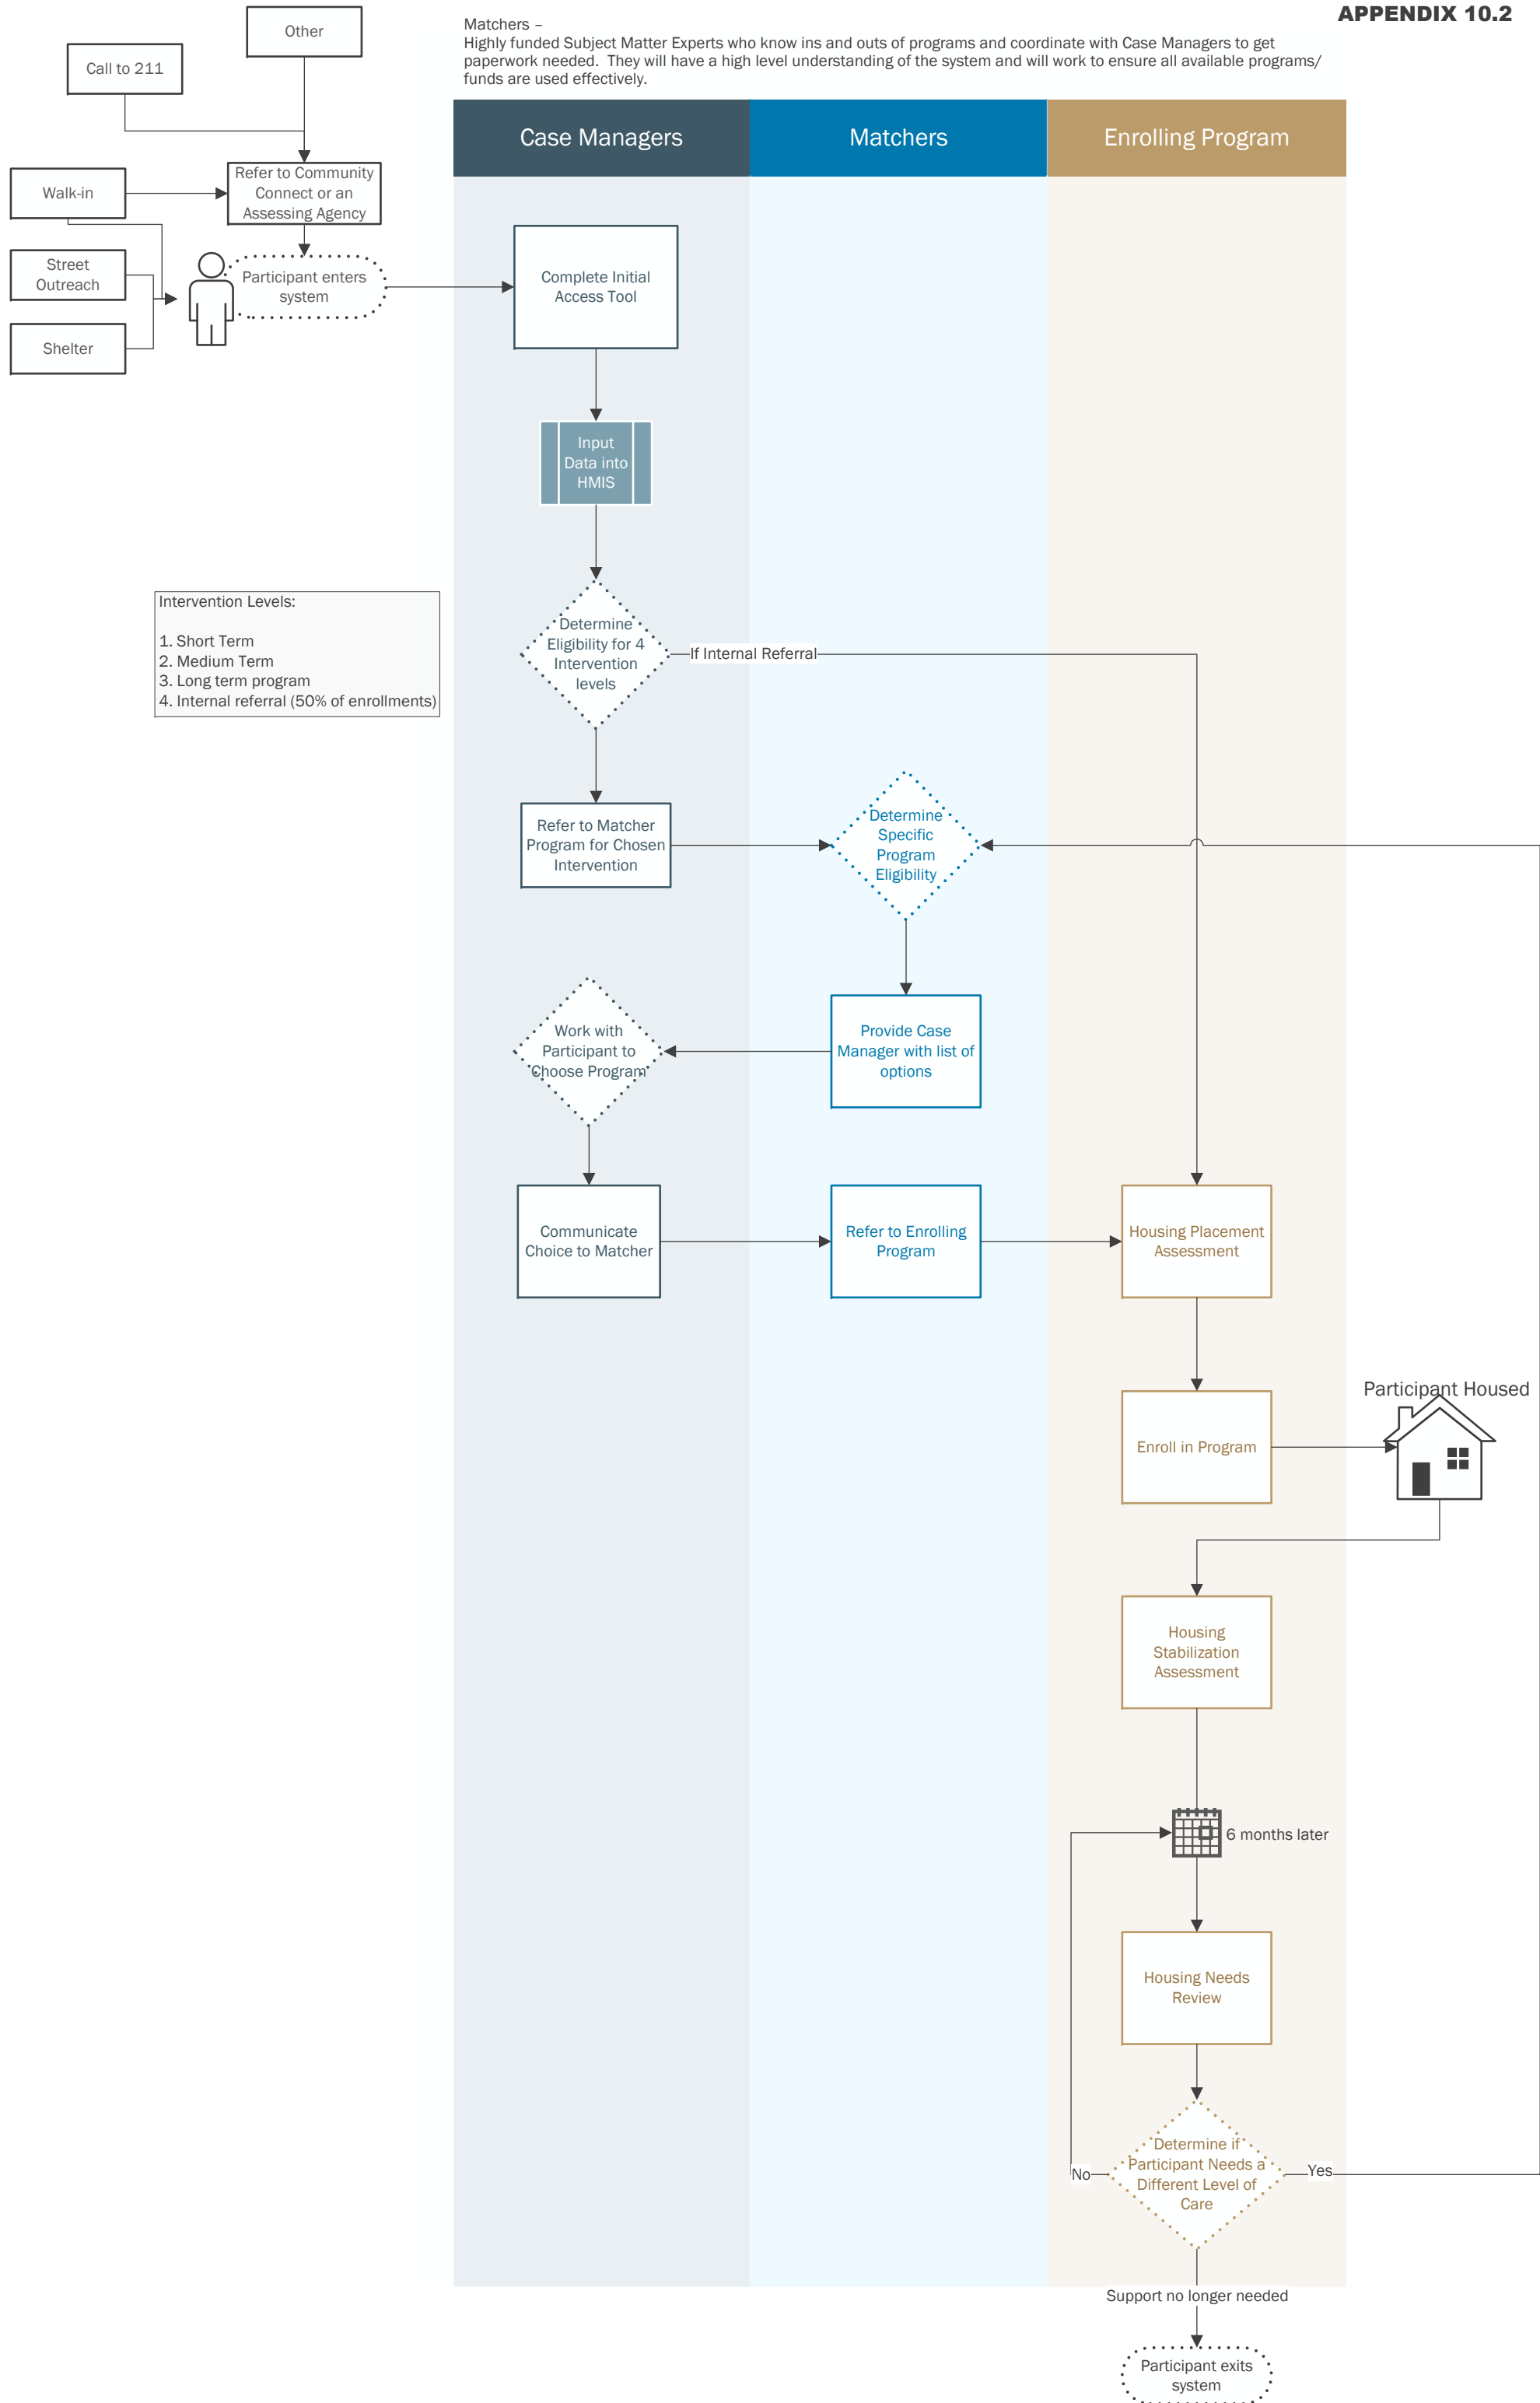 APPENDIX 10.2
Matchers –
Highly funded Subject Matter Experts who know ins and outs of programs and coordinate with Case Managers to get
paperwork needed.  They will have a high level understanding of the system and will work to ensure all available programs/
funds are used effectively.
Other
Call to 211
Case Managers
Matchers
Enrolling Program
Walk-in
Refer to Community
Connect or an
Assessing Agency
Street
Outreach
Participant enters
system
Shelter
Complete Initial
Access Tool
Input
Data into
HMIS
Intervention Levels:
1. Short Term
2. Medium Term
3. Long term program
4. Internal referral (50% of enrollments)
Determine
Eligibility for 4
Intervention
levels
If Internal Referral
Refer to Matcher
Program for Chosen
Intervention
Determine
Specific
Program
Eligibility
Work with
Participant to
Choose Program
Provide Case
Manager with list of
options
Communicate
Choice to Matcher
Refer to Enrolling
Program
Housing Placement
Assessment
Enroll in Program
Participant Housed
Housing
Stabilization
Assessment
6 months later
Housing Needs
Review
Determine if
Participant Needs a
Different Level of
Care
No
Yes
Support no longer needed
Participant exits
system